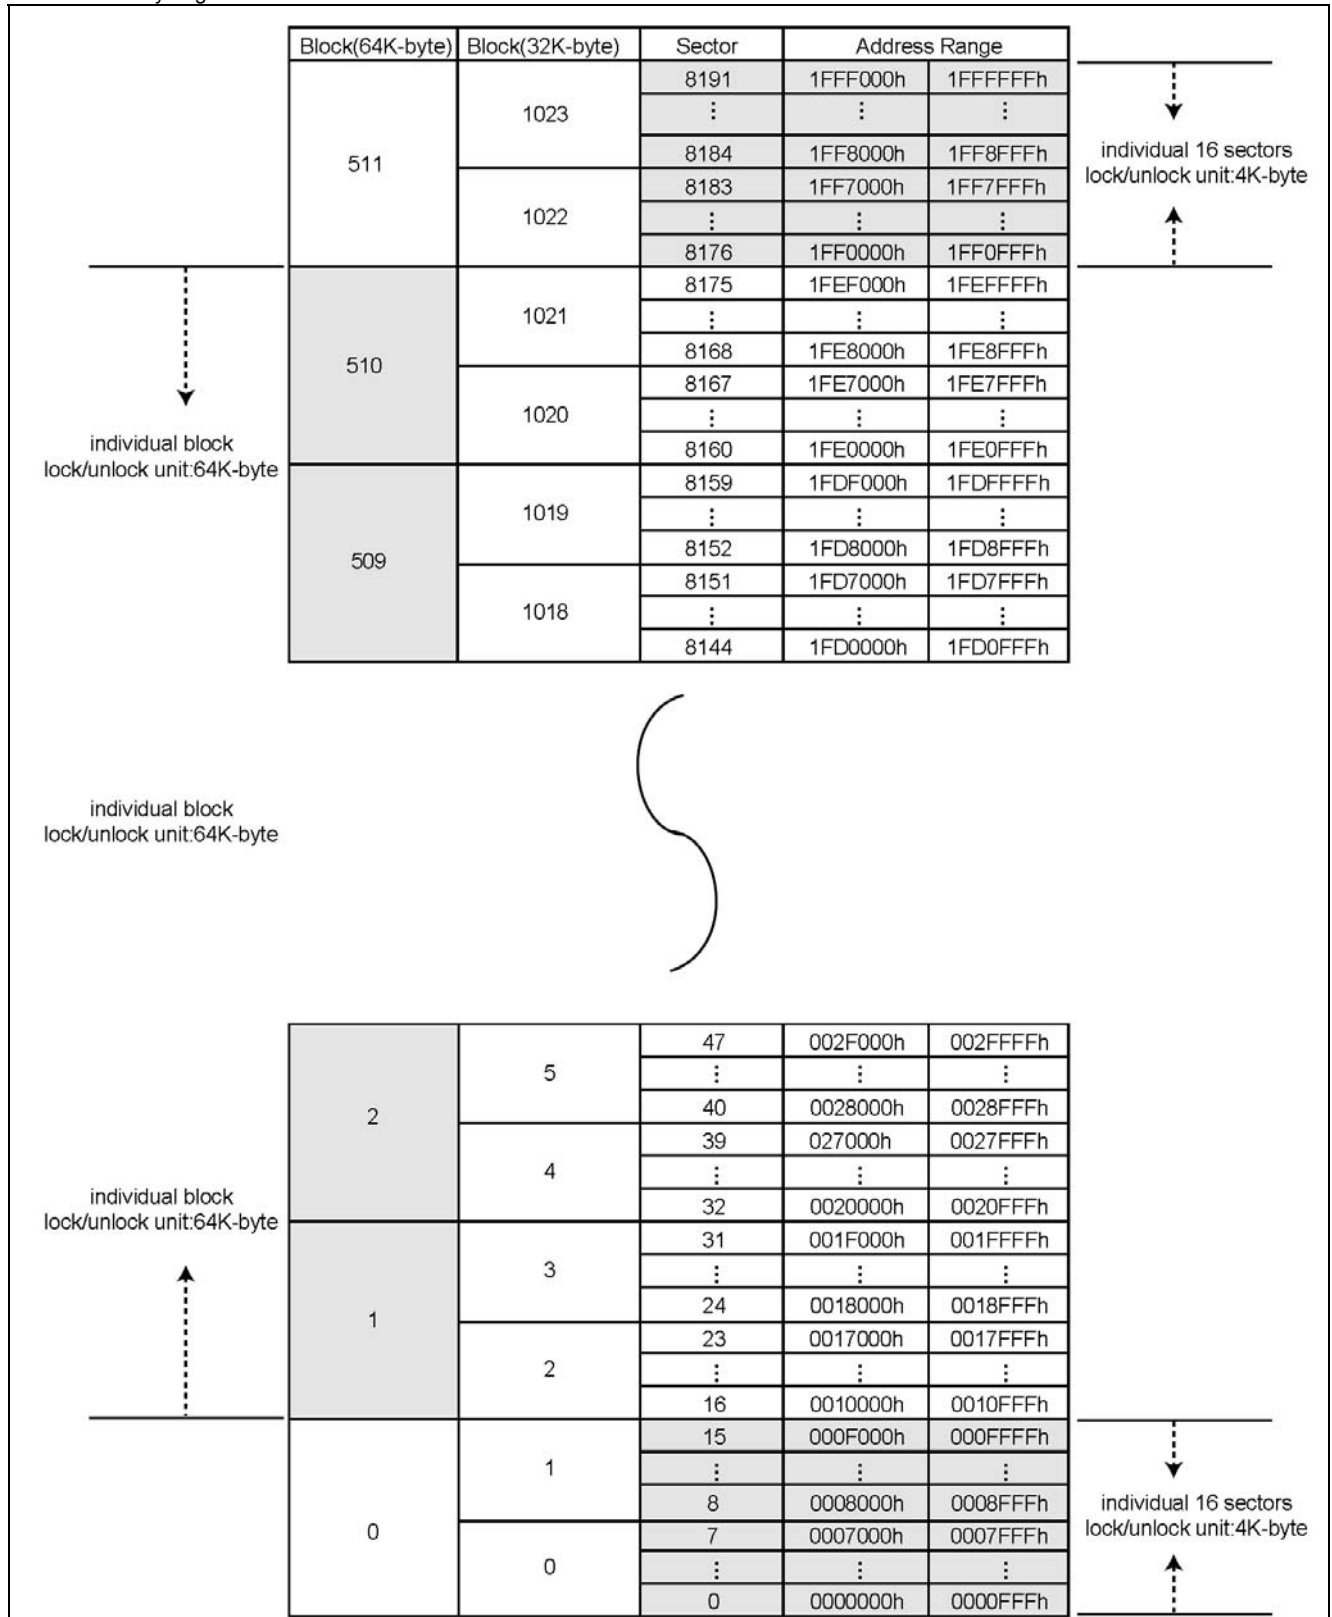 Block(64K-byte) Block(32K-byte) Sector Address Range
8191 1FFF000h 1FFFFFFh
1023
individual 16 sectors
lock/unlock unit:4K-byte
511
8184 1FF8000h 1FF8FFFh
8183 1FF7000h 1FF7FFFh
1022
8176 1FF0000h 1FF0FFFh
8175 1FEF000h 1FEFFFFh
1021
8168 1FE8000h 1FE8FFFh
510
8167 1FE7000h 1FE7FFFh
1020
individual block
lock/unlock unit:64K-byte
8160 1FE0000h 1FE0FFFh
8159 1FDF000h 1FDFFFFh
1019
8152 1FD8000h 1FD8FFFh
509
8151 1FD7000h 1FD7FFFh
1018
8144 1FD0000h 1FD0FFFh
individual block
lock/unlock unit:64K-byte
47 002F000h 002FFFFh
5
40 0028000h 0028FFFh
2
39 027000h 0027FFFh
4
individual block
lock/unlock unit:64K-byte
32 0020000h 0020FFFh
31 001F000h 001FFFFh
3
24 0018000h 0018FFFh
1
23 0017000h 0017FFFh
2
16 0010000h 0010FFFh
15 000F000h 000FFFFh
1
8 0008000h 0008FFFh
individual 16 sectors
lock/unlock unit:4K-byte
0
7 0007000h 0007FFFh
0
0 0000000h 0000FFFh